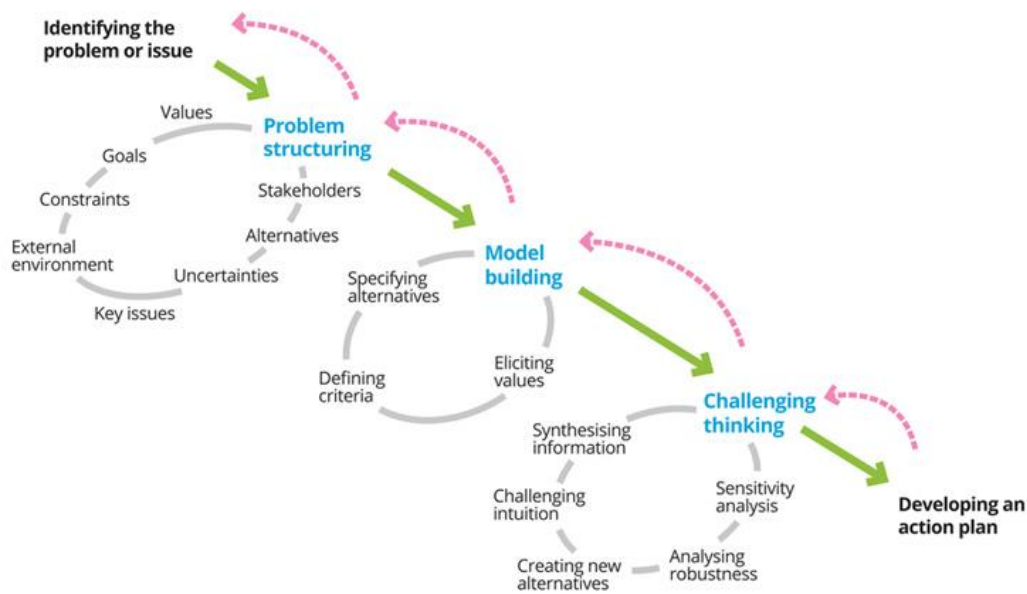 Identifying the
problem or issue
Values
Problem
structuring
Goals
Stakeholders
Constraints
Alternatives
External
environment
Uncertainties
Key issues
Model
building
Specifying
alternatives
Eliciting
values
Defining
criteria
Challenging
thinking
Synthesising
information
Sensitivity
analysis
Challenging
intuition
Analysing
robustness
Creating new
alternatives
Developing an
action plan